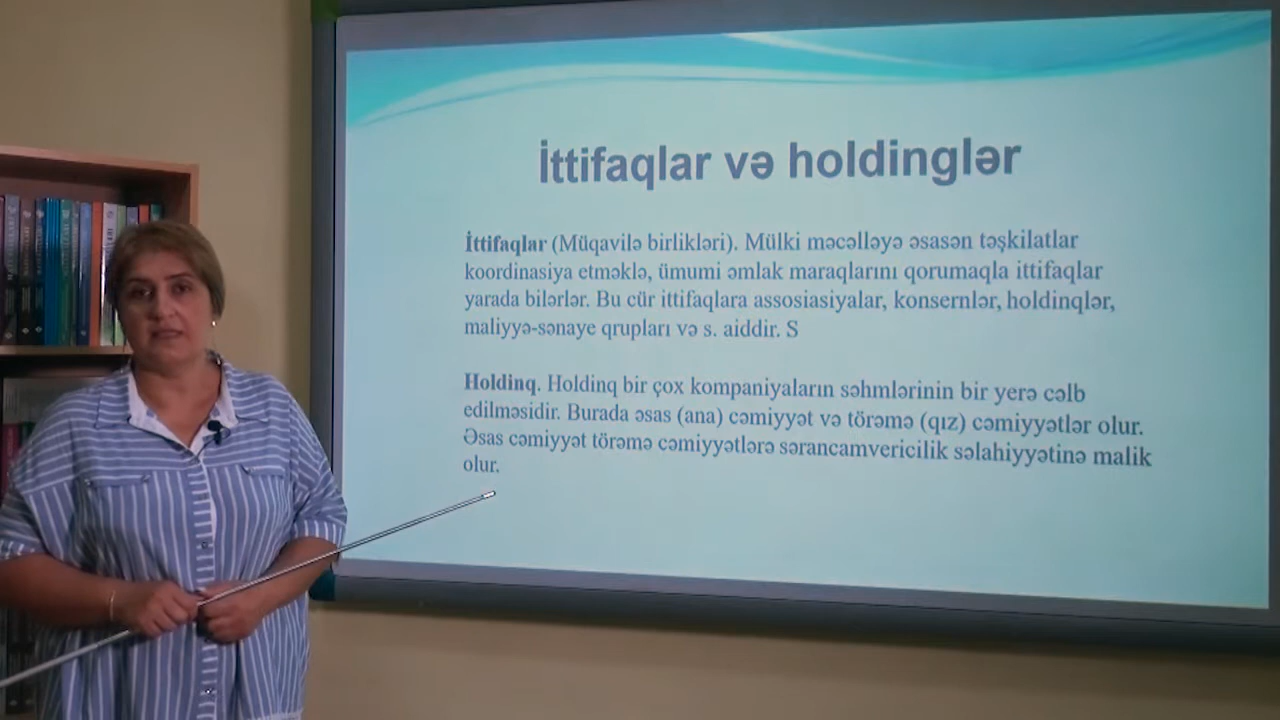 İttifaqlar və holdinglər
İttifaqlar (Müqavilə birlikləri). Mülki məcəlləyə əsasən təşkilatlar
koordinasiya etməklə, ümumi əmlak maraqlarını qorumaqla ittifaqlar
yarada bilərlər. Bu cür ittifaqlara assosiasiyalar, konsernlər, holdinqlər,
maliyyə-sənaye qrupları və s. aiddir. S
Holdinq. Holdinq bir çox kompaniyaların səhmlərinin bir yerə cəlb
edilməsidir. Burada əsas (ana) cəmiyyət və törəmə (qız) cəmiyyətlər olur.
Əsas cəmiyyət törəmə cəmiyyətlərə sərancamvericilik səlahiyyətinə malik
olur.